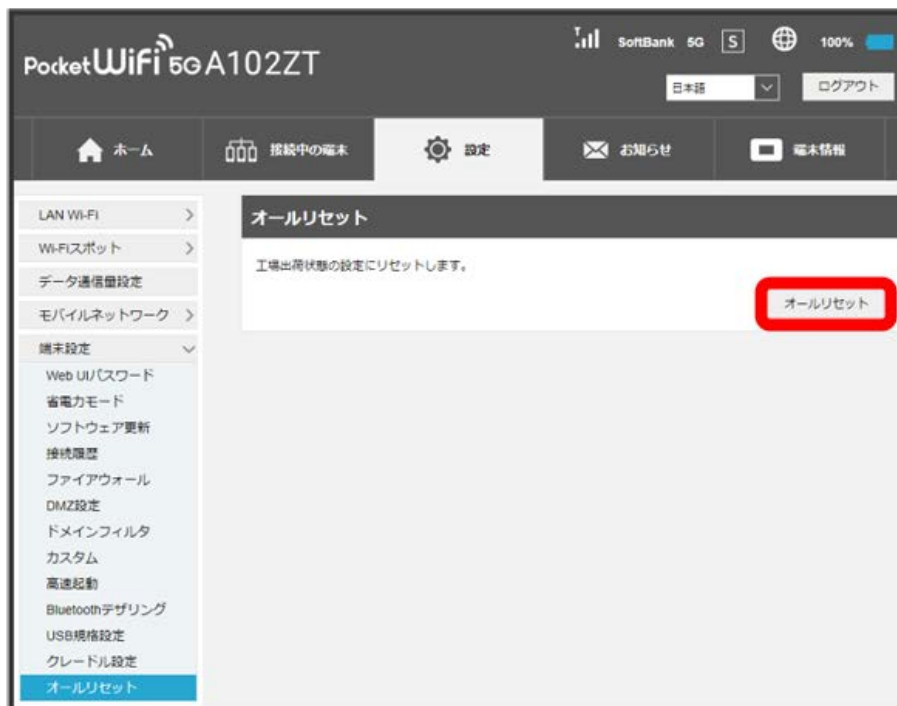 SoftBank 5G S 100%
Pocket WiFi 5G A102ZT
日本語 ログアウト
ホーム 接続中の端末 設定 お知らせ 端末情報
LAN Wi-Fi
Wi-Fiスポット
データ通信量設定
モバイルネットワーク
端末設定
Web UIパスワード
省電力モード
ソフトウェア更新
接続履歴
ファイアウォール
DMZ設定
ドメインフィルタ
カスタム
高速起動
Bluetoothテザリング
USB規格設定
クレードル設定
オールリセット
オールリセット
工場出荷状態の設定にリセットします。
オールリセット